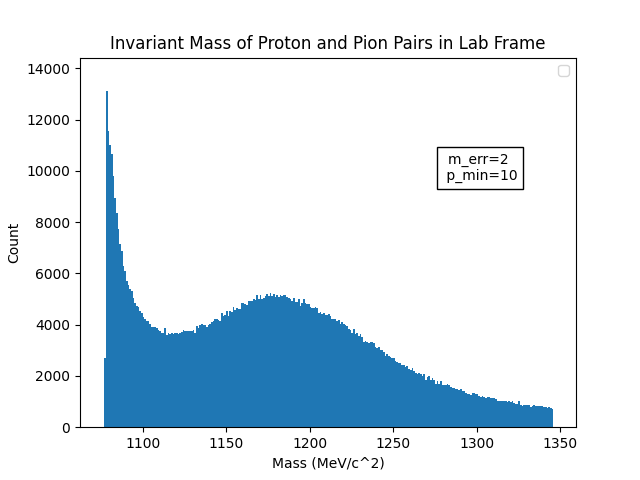 Invariant Mass of Proton and Pion Pairs in Lab Frame
14000
12000
10000
8000
6000
4000
2000
0
Count
m_err=2
p_min=10
1100
1150
1200
1250
1300
1350
Mass (MeV/c^2)